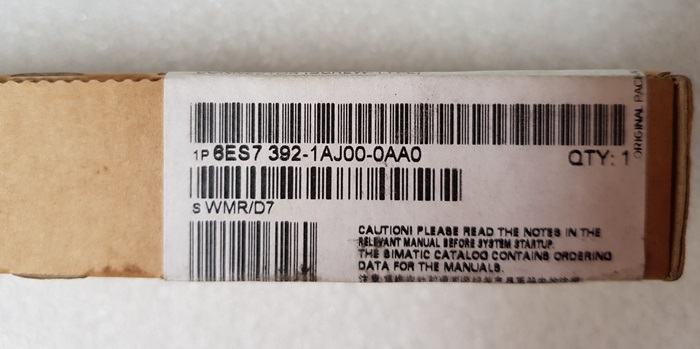 1P 6ES7 392-1AJ00-0AA0
QTY: 1
S WMR/D7
CAUTION! PLEASE READ THE NOTES IN THE
RELEVANT MANUAL BEFORE SYSTEM STARTUP.
THE SIMATIC CATALOG CONTAINS ORDERING
DATA FOR THE MANUALS.
ORIGINAL PACK